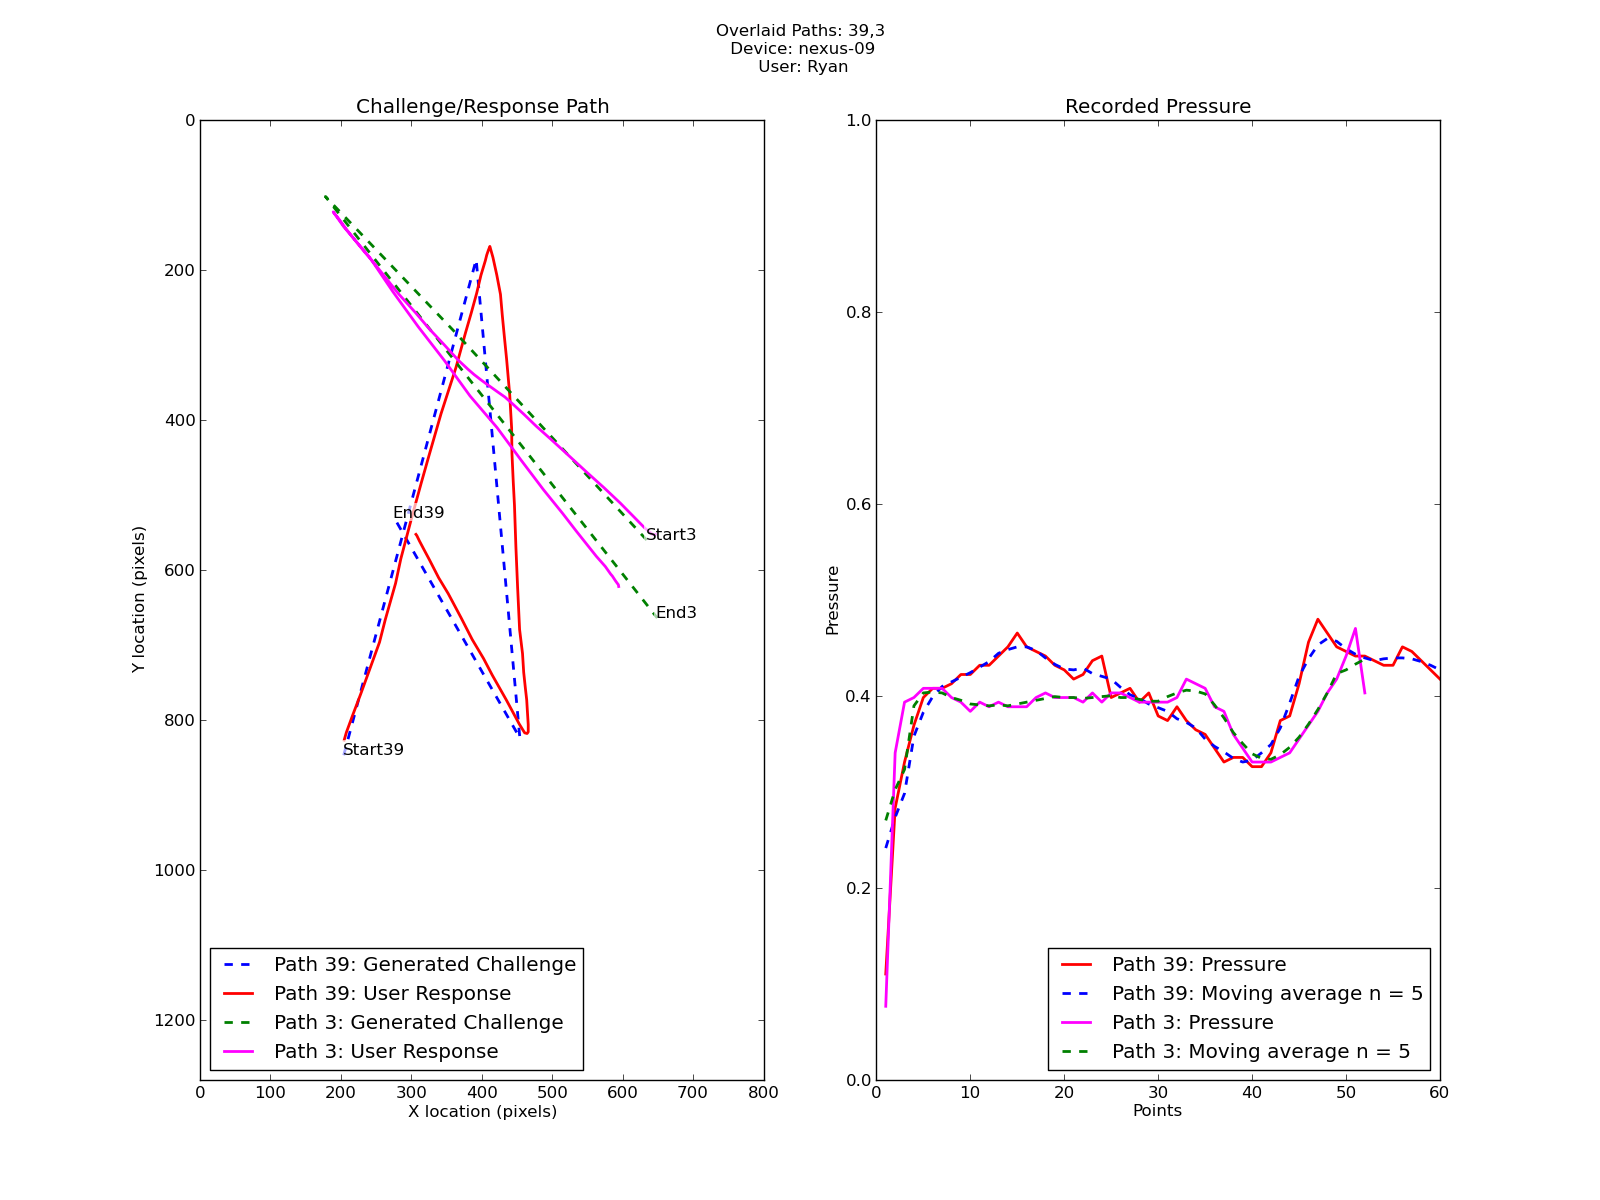 Overlaid Paths: 39,3
Device: nexus-09
User: Ryan
Challenge/Response Path
0
200
400
600
800
1000
1200
Y location (pixels)
End39
Start3
End3
Start39
Path 39: Generated Challenge
Path 39: User Response
Path 3: Generated Challenge
Path 3: User Response
0 100 200 300 400 500 600 700 800
X location (pixels)
Recorded Pressure
1.0
0.8
0.6
0.4
0.2
0.0
Pressure
Path 39: Pressure
Path 39: Moving average n = 5
Path 3: Pressure
Path 3: Moving average n = 5
0 10 20 30 40 50 60
Points